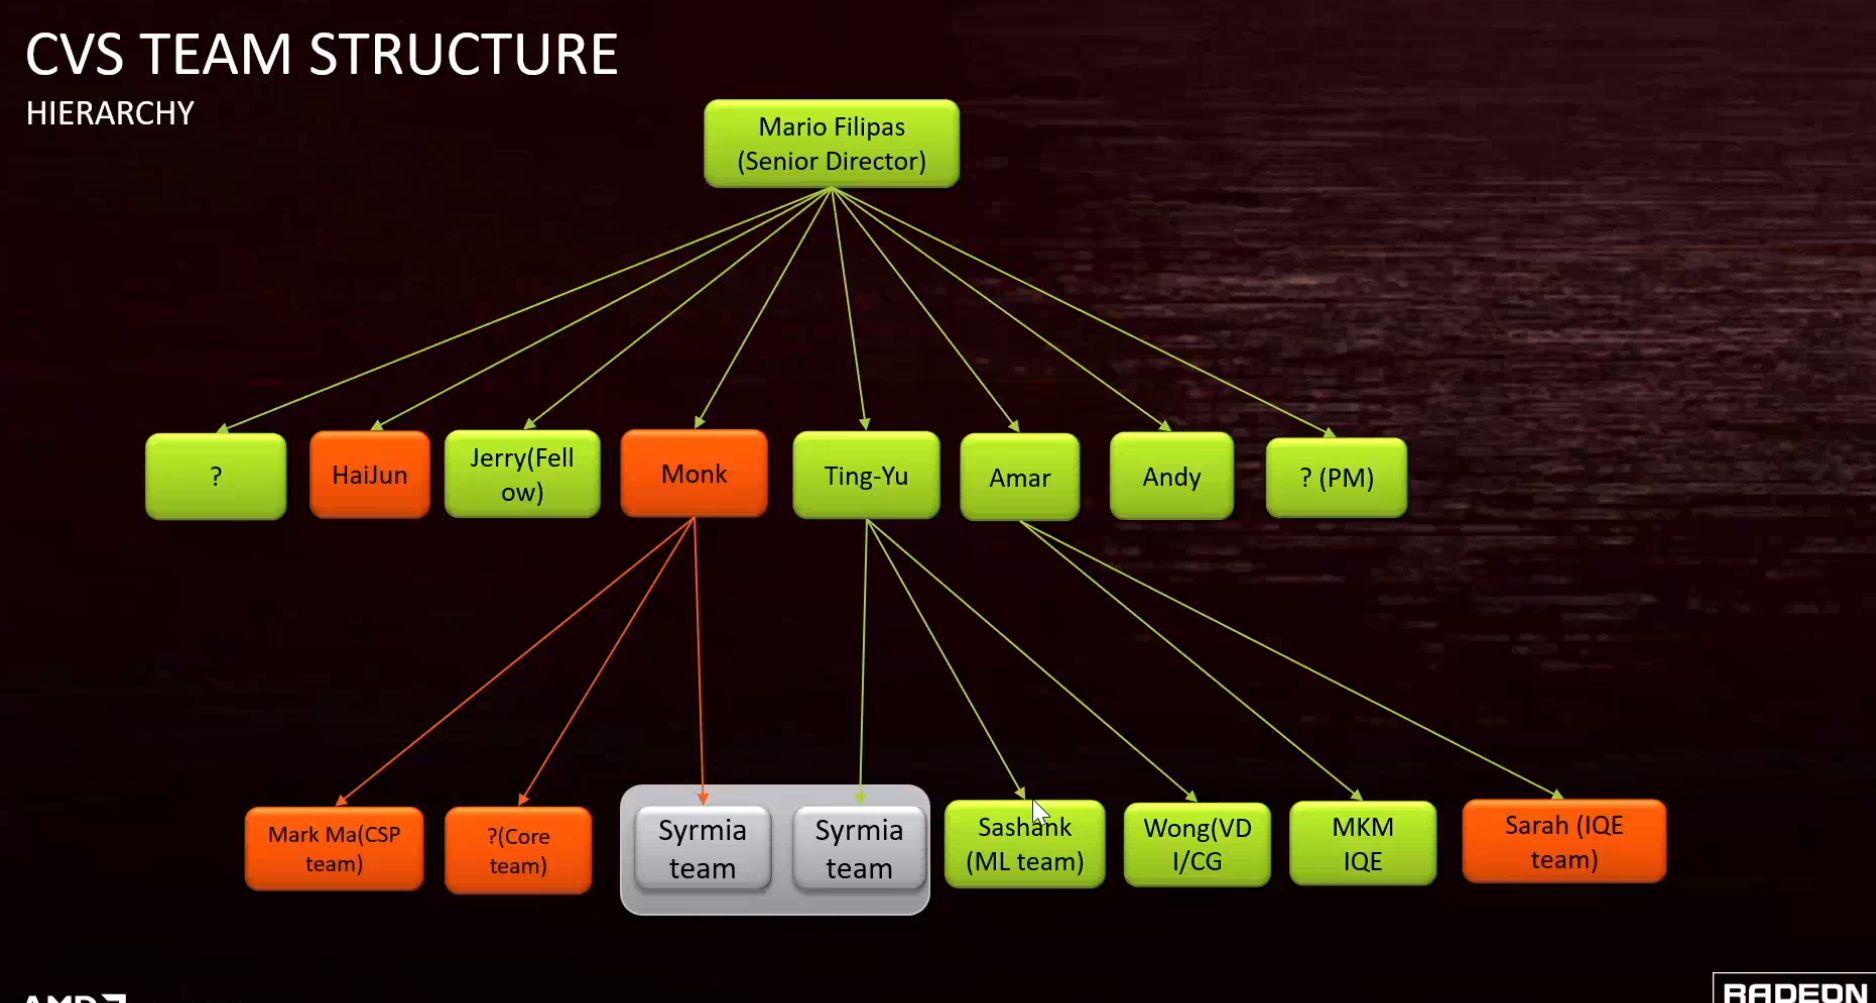 CVS TEAM STRUCTURE
HIERARCHY
Mario Filipas
(Senior Director)
?
HaiJun
Jerry(Fell
ow)
Monk
Ting-Yu
Amar
Andy
? (PM)
Mark Ma(CSP
team)
?(Core
team)
Syrmia
team
Syrmia
team
Sashank
(ML team)
Wong(VD
I/CG
MKM
IQE
Sarah (IQE
team)
AMD
RADEON